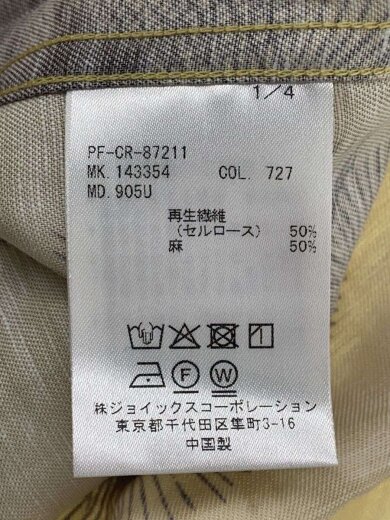 1/4
PF-CR-87211
MK. 143354 COL. 727
MD. 905U
再生繊維
(セルロース) 50%
麻 50%
F W
株ジョイックスコーポレーション
東京都千代田区隼町3-16
中国製